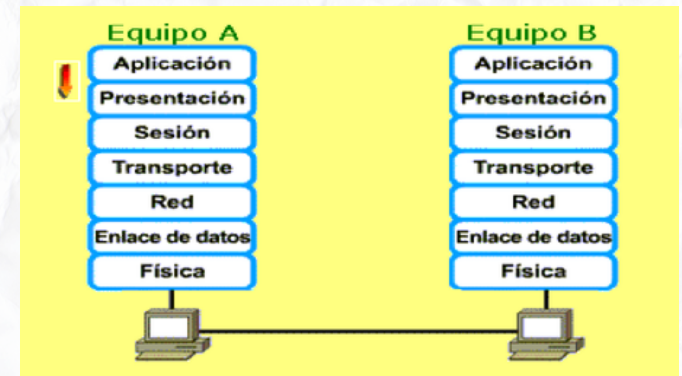 Equipo A
Aplicación
Presentación
Sesión
Transporte
Red
Enlace de datos
Física
Equipo B
Aplicación
Presentación
Sesión
Transporte
Red
Enlace de datos
Física